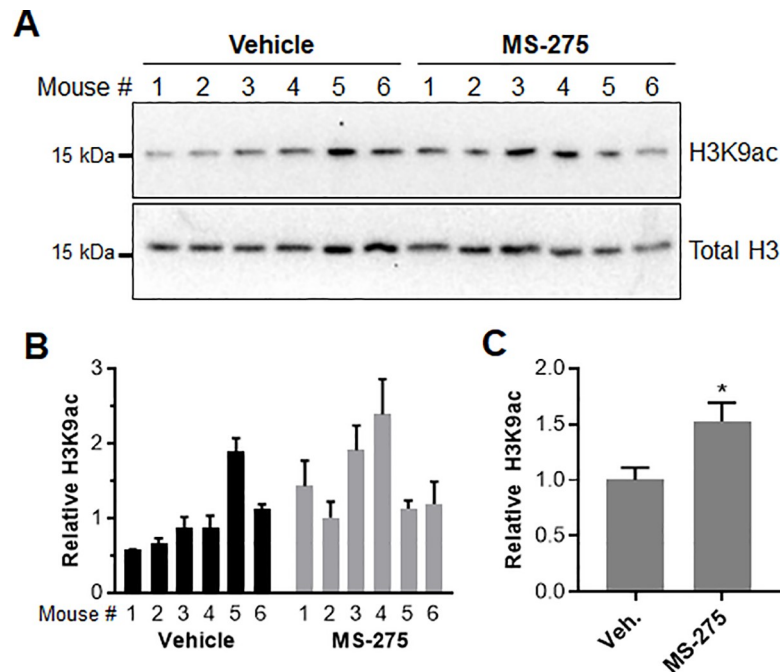 A
Vehicle MS-275
Mouse # 1 2 3 4 5 6 1 2 3 4 5 6
15 kDa H3K9ac
15 kDa Total H3
B
Relative H3K9ac
3
2
1
0
Mouse # 1 2 3 4 5 6 1 2 3 4 5 6
Vehicle MS-275
C
Relative H3K9ac
2.0
1.5
1.0
0.5
0.0
*
Veh. MS-275